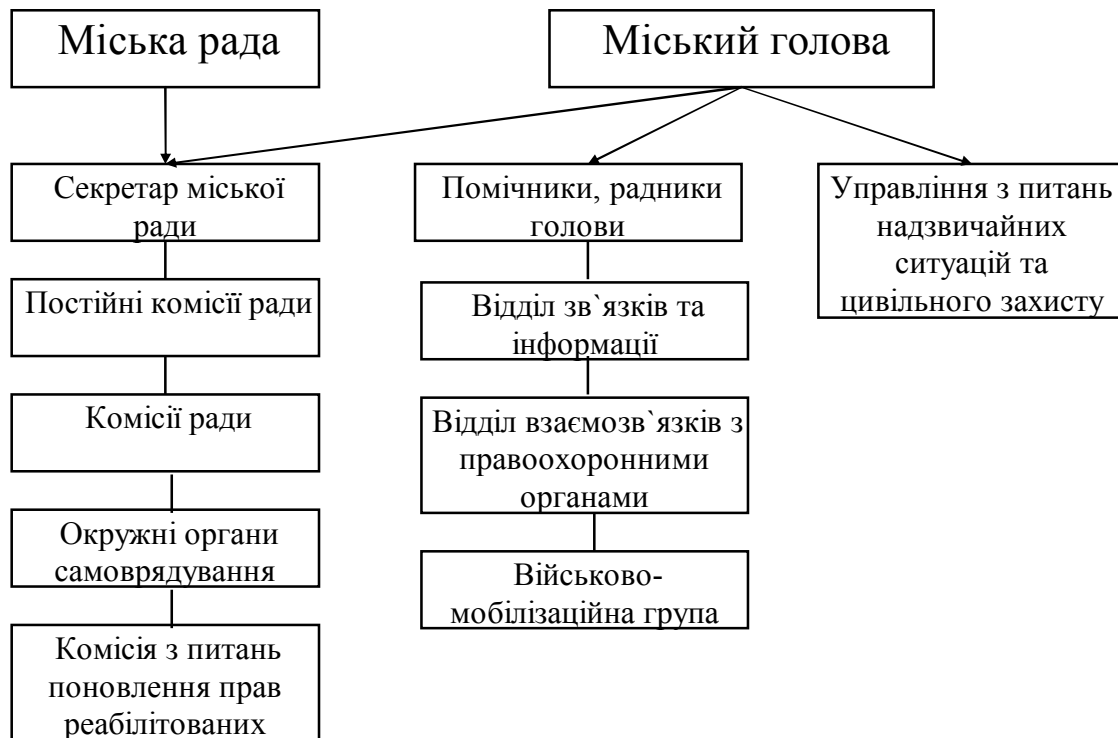 Міська рада
Міський голова
Секретар міської
ради
Помічники, радники
голови
Управління з питань
надзвичайних
ситуацій та
цивільного захисту
Постійні комісїї ради
Відділ зв`язків та
інформації
Комісії ради
Відділ взаємозв`язків з
правоохоронними
органами
Окружні органи
самоврядування
Військово-
мобілізаційна група
Комісія з питань
поновлення прав
реабілітованих